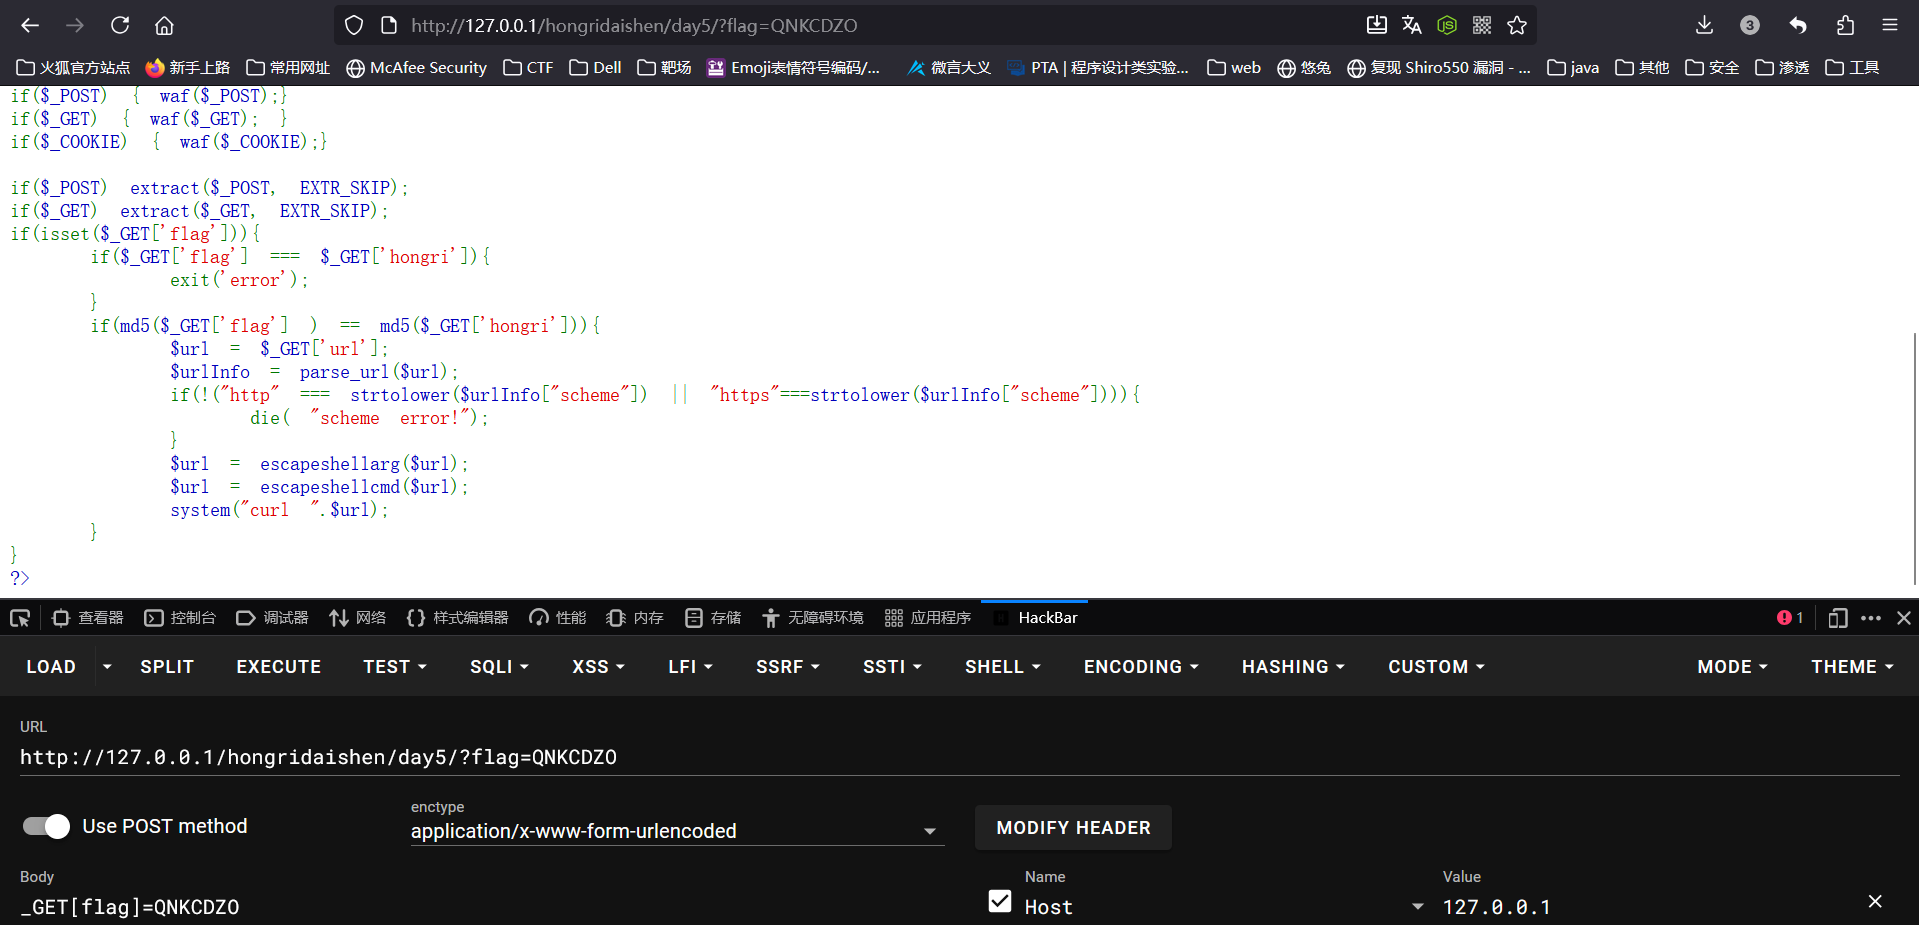 http://127.0.0.1/hongridaishen/day5/?flag=QNKCDZO
3
火狐官方站点 新手上路 常用网址 McAfee Security CTF Dell 靶场 Emoji表情符号编码/... 微言大义 PTA | 程序设计类实验... web 悠兔 复现 Shiro550 漏洞 - ... java 其他 安全 渗透 工具
if($_POST) { waf($_POST);}
if($_GET) { waf($_GET); }
if($_COOKIE) { waf($_COOKIE);}
if($_POST) extract($_POST, EXTR_SKIP);
if($_GET) extract($_GET, EXTR_SKIP);
if(isset($_GET['flag'])){
if($_GET['flag'] === $_GET['hongri']){
exit('error');
}
if(md5($_GET['flag'] ) == md5($_GET['hongri'])){
$url = $_GET['url'];
$urlInfo = parse_url($url);
if(!("http" === strtolower($urlInfo["scheme"]) || "https"===strtolower($urlInfo["scheme"]))){
die( "scheme error!");
}
$url = escapeshellarg($url);
$url = escapeshellcmd($url);
system("curl ".$url);
}
}
?>
查看器 控制台 调试器 网络 样式编辑器 性能 内存 存储 无障碍环境 应用程序 HackBar 1
LOAD SPLIT EXECUTE TEST SQLI XSS LFI SSRF SSTI SHELL ENCODING HASHING CUSTOM MODE THEME
URL
http://127.0.0.1/hongridaishen/day5/?flag=QNKCDZO
Use POST method
enctype
application/x-www-form-urlencoded
MODIFY HEADER
Body
_GET[flag]=QNKCDZO
Name
Host
Value
127.0.0.1